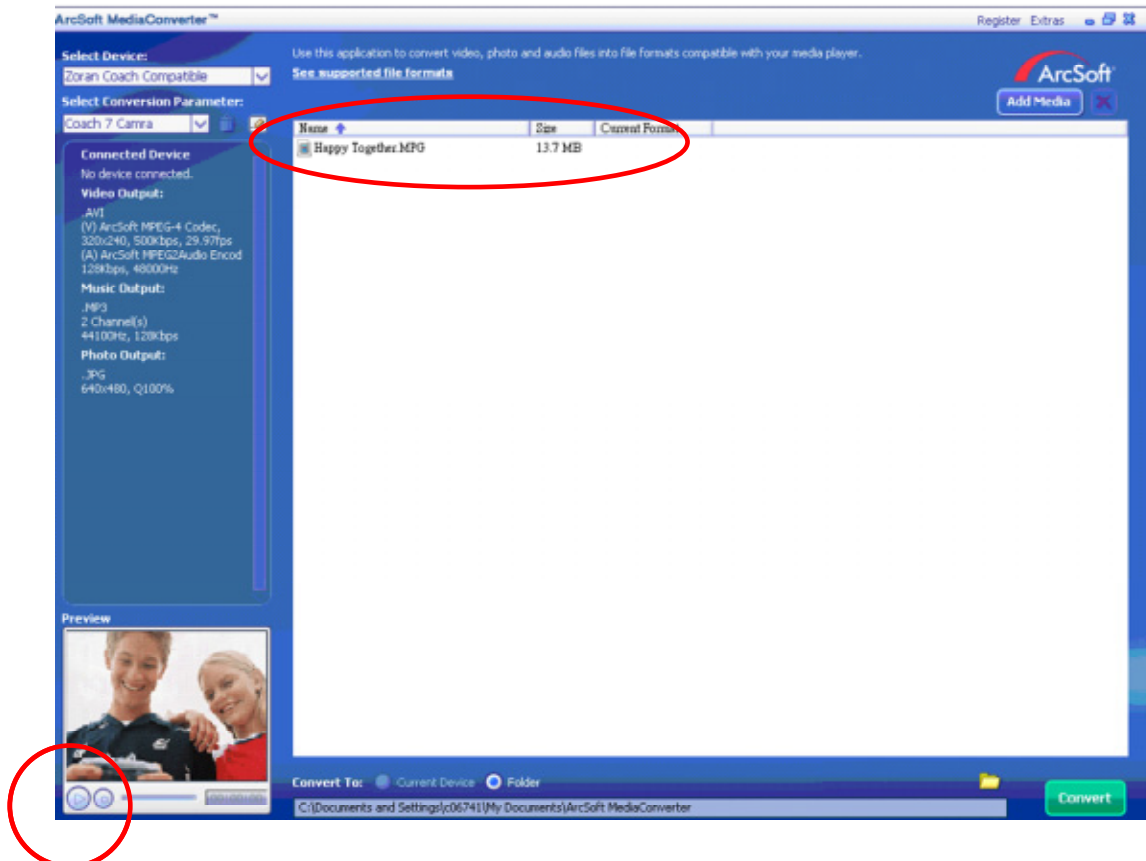 ArcSoft MediaConverter™
Register Extras
Select Device:
Zoran Coach Compatible
Select Conversion Parameter:
Coach 7 Camra
Connected Device
No device connected.
Video Output:
.AVI
(V) ArcSoft MPEG-4 Codec,
320x240, 500Kbps, 29.97fps
(A) ArcSoft MPEG2Audio Encod
128Kbps, 48000Hz
Music Output:
.MP3
2 Channel(s)
44100Hz, 128Kbps
Photo Output:
.JPG
640x480, Q100%
Preview
Use this application to convert video, photo and audio files into file formats compatible with your media player.
See supported file formats
ArcSoft
Add Media
Name Size Current Format
Happy Together.MPG 13.7 MB
Convert To: Current Device Folder
C:\Documents and Settings\c06741\My Documents\ArcSoft MediaConverter
Convert